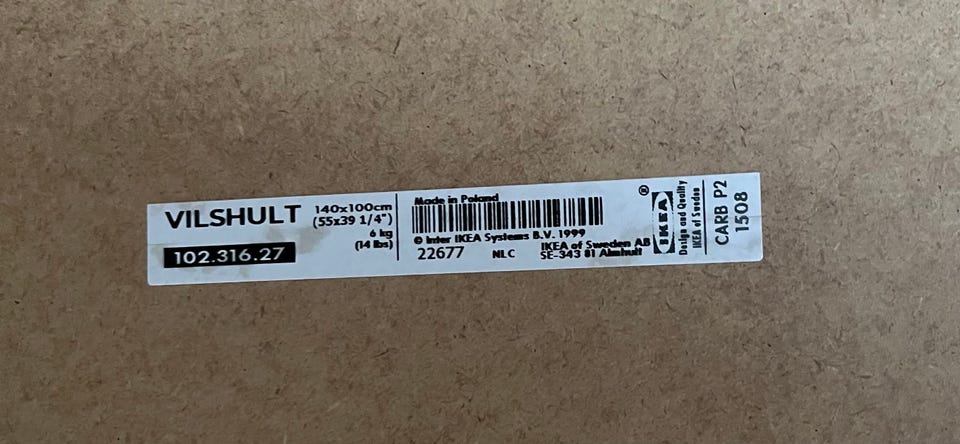 VILSHULT
102.316.27
140x100cm
(55x39 1/4")
6 kg
(14 lbs)
Made in Poland
© Inter IKEA Systems B.V. 1999
22677 NLC
IKEA of Sweden AB
SE-343 81 Älmhult
IKEA®
Design and Quality
IKEA of Sweden
CARB P2
1508